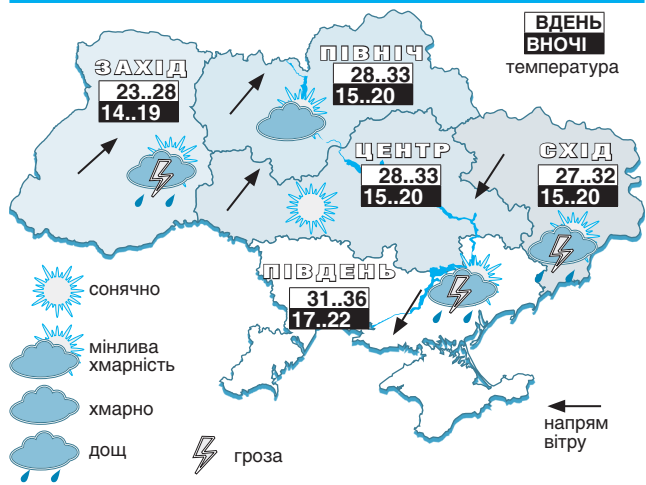 ВДЕНЬ
ВНОЧІ
температура
ПІВНІЧ
28..33
15..20
ЗАХІД
23..28
14..19
ЦЕНТР
28..33
15..20
СХІД
27..32
15..20
ПІВДЕНЬ
31..36
17..22
сонячно
мінлива
хмарність
хмарно
дощ
гроза
напрям
вітру